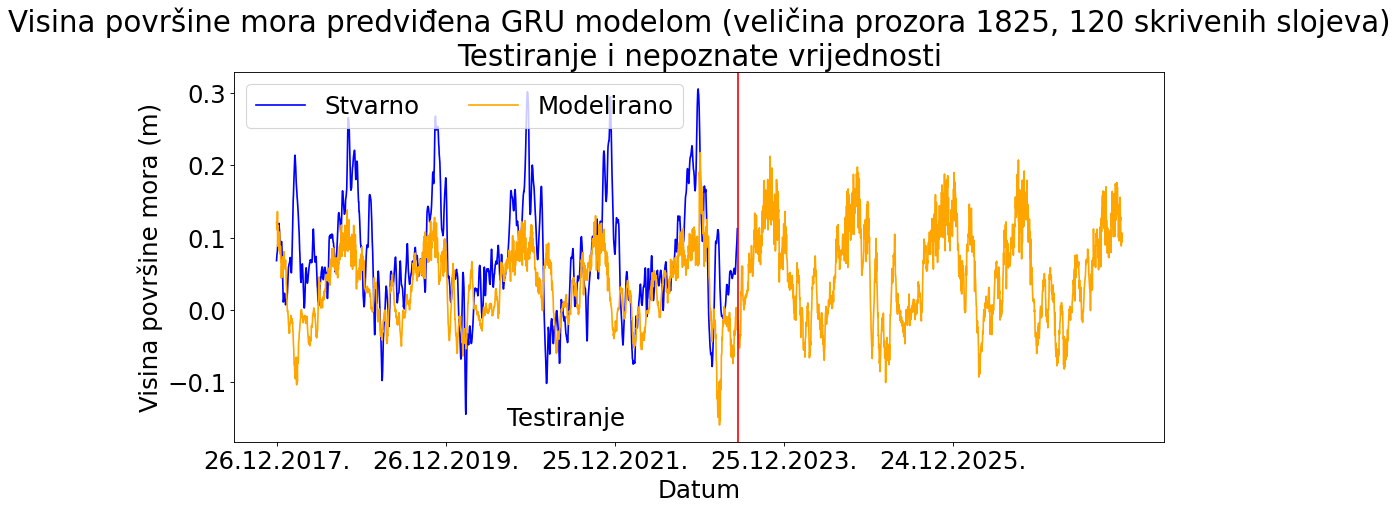 Visina površine mora predviđena GRU modelom (veličina prozora 1825, 120 skrivenih slojeva)
Testiranje i nepoznate vrijednosti
Stvarno Modelirano
Visina površine mora (m)
0.3
0.2
0.1
0.0
−0.1
Testiranje
26.12.2017. 26.12.2019. 25.12.2021. 25.12.2023. 24.12.2025.
Datum